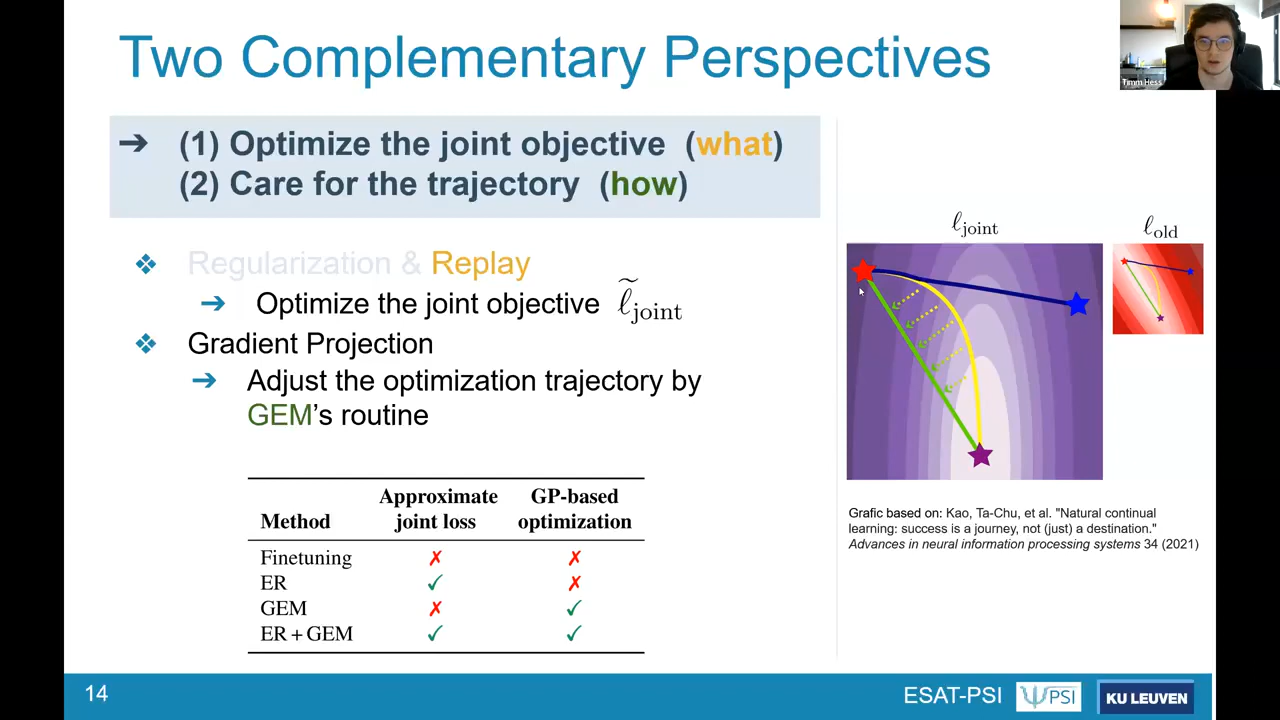 Two Complementary Perspectives
Timm Hess
➔ (1) Optimize the joint objective (what)
(2) Care for the trajectory (how)
❖ Regularization & Replay
➔ Optimize the joint objective ℓ̃joint
❖ Gradient Projection
➔ Adjust the optimization trajectory by
GEM's routine
Approximate GP-based
Method joint loss optimization
Finetuning ✗ ✗
ER ✓ ✗
GEM ✗ ✓
ER + GEM ✓ ✓
ℓjoint
ℓold
Grafic based on: Kao, Ta-Chu, et al. "Natural continual
learning: success is a journey, not (just) a destination."
Advances in neural information processing systems 34 (2021)
14
ESAT-PSI
PSI
KU LEUVEN